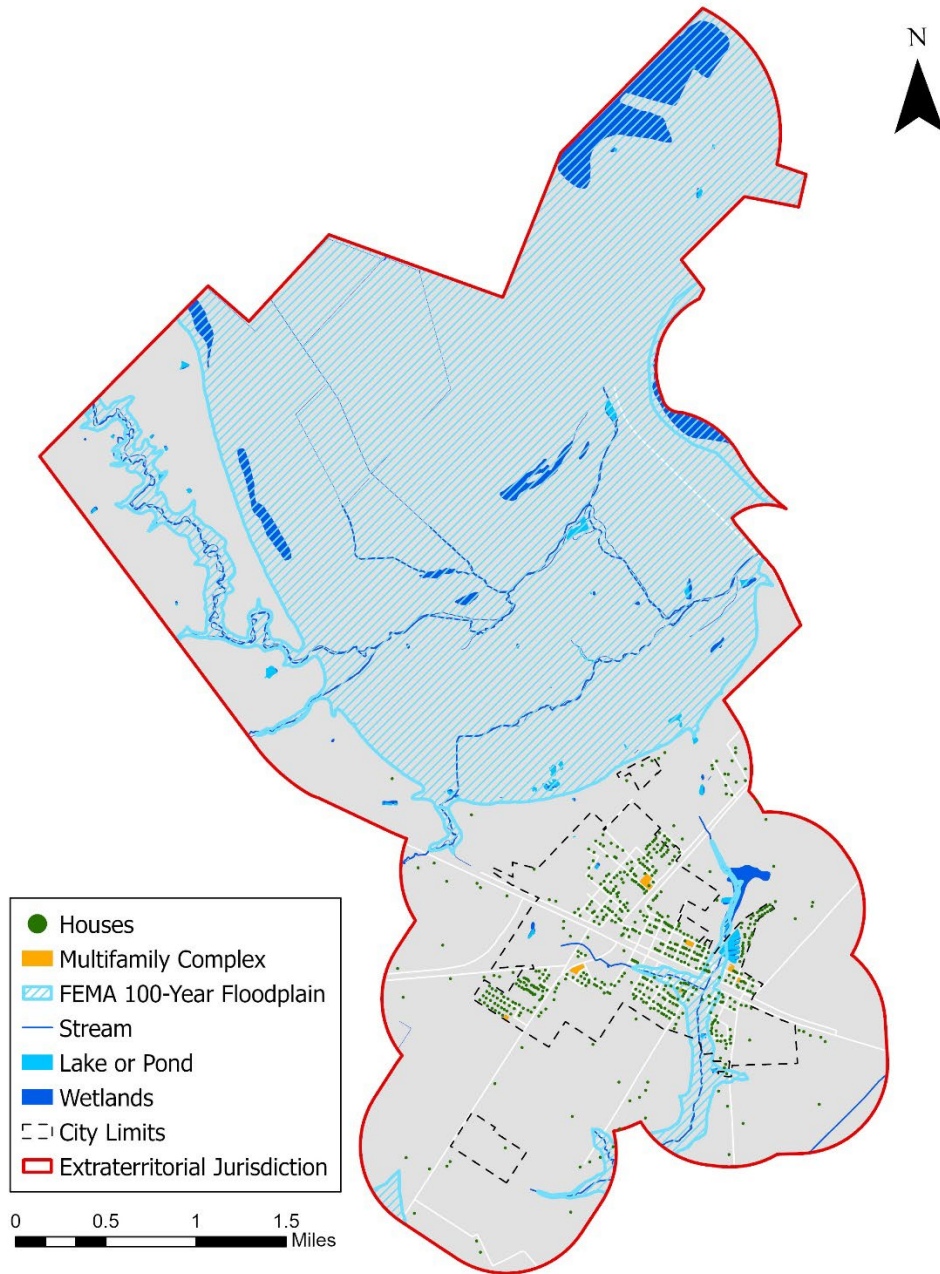 N
Houses
Multifamily Complex
FEMA 100-Year Floodplain
Stream
Lake or Pond
Wetlands
City Limits
Extraterritorial Jurisdiction
0 0.5 1 1.5
Miles